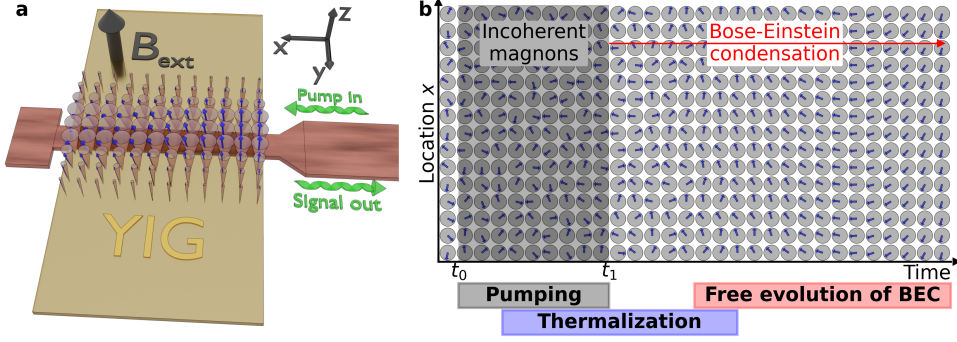 a
z
x
y
B_ext
Pump in
Signal out
YIG
b
Incoherent
magnons
Bose-Einstein
condensation
Location x
t_0
t_1
Time
Pumping
Free evolution of BEC
Thermalization